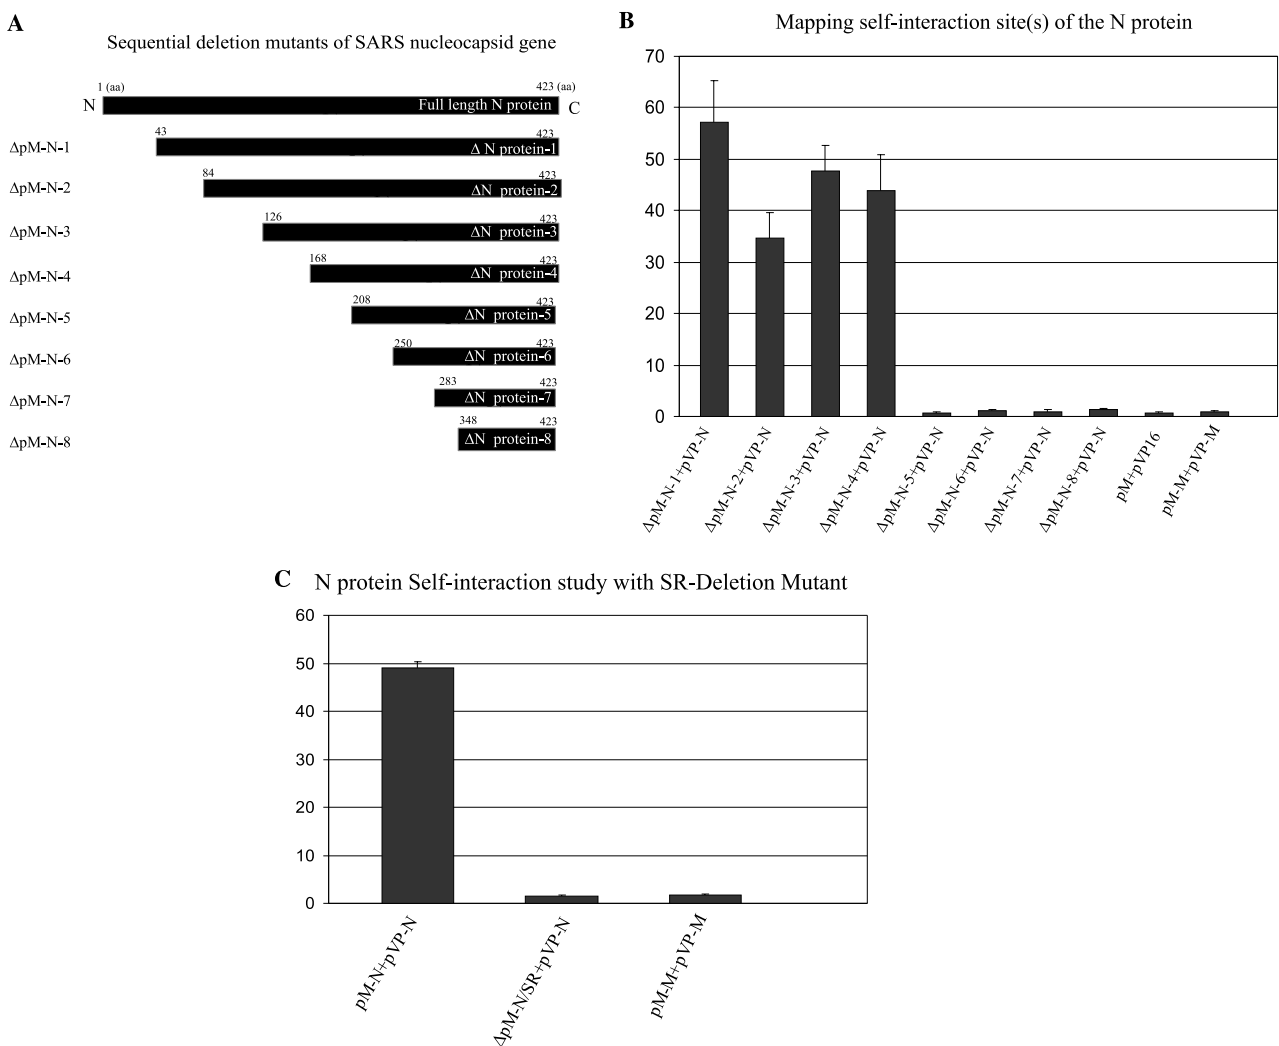 A
Sequential deletion mutants of SARS nucleocapsid gene
1 (aa)
423 (aa)
N
Full length N protein
C
ΔpM-N-1
43
423
Δ N protein-1
ΔpM-N-2
84
423
ΔN protein-2
ΔpM-N-3
126
423
ΔN protein-3
ΔpM-N-4
168
423
ΔN protein-4
ΔpM-N-5
208
423
ΔN protein-5
ΔpM-N-6
250
423
ΔN protein-6
ΔpM-N-7
283
423
ΔN protein-7
ΔpM-N-8
348
423
ΔN protein-8
B
Mapping self-interaction site(s) of the N protein
70
60
50
40
30
20
10
0
ΔpM-N-1+pVP-N
ΔpM-N-2+pVP-N
ΔpM-N-3+pVP-N
ΔpM-N-4+pVP-N
ΔpM-N-5+pVP-N
ΔpM-N-6+pVP-N
ΔpM-N-7+pVP-N
ΔpM-N-8+pVP-N
pM+pVP16
pM-M+pVP-M
C
N protein Self-interaction study with SR-Deletion Mutant
60
50
40
30
20
10
0
pM-N+pVP-N
ΔpM-N/SR+pVP-N
pM-M+pVP-M